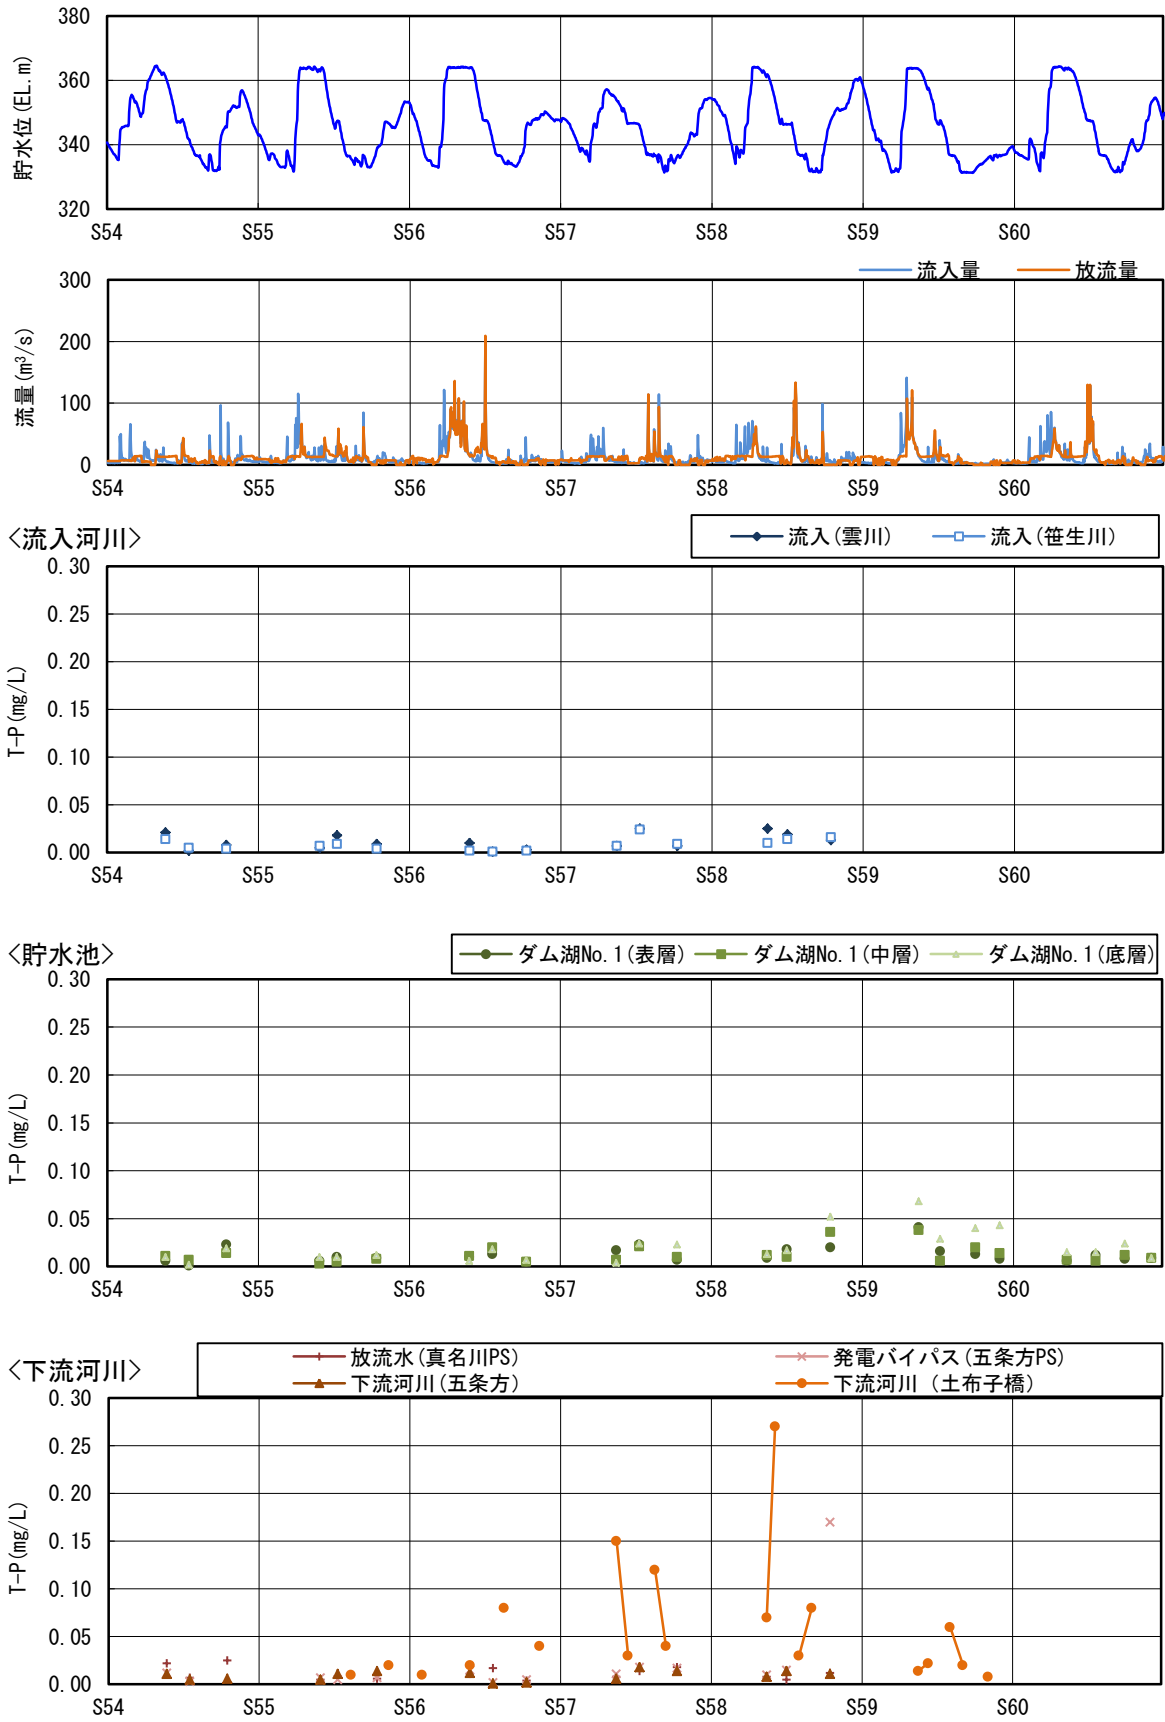 380
360
340
320
貯水位(EL.m)
S54 S55 S56 S57 S58 S59 S60
流入量 放流量
300
200
100
0
流量(m³/s)
S54 S55 S56 S57 S58 S59 S60
<流入河川>
流入(雲川) 流入(笹生川)
0.30
0.25
0.20
0.15
0.10
0.05
0.00
T-P(mg/L)
S54 S55 S56 S57 S58 S59 S60
<貯水池>
ダム湖No.1(表層) ダム湖No.1(中層) ダム湖No.1(底層)
0.30
0.25
0.20
0.15
0.10
0.05
0.00
T-P(mg/L)
S54 S55 S56 S57 S58 S59 S60
<下流河川>
放流水(真名川PS) 発電バイパス(五条方PS)
下流河川(五条方) 下流河川 (土布子橋)
0.30
0.25
0.20
0.15
0.10
0.05
0.00
T-P(mg/L)
S54 S55 S56 S57 S58 S59 S60